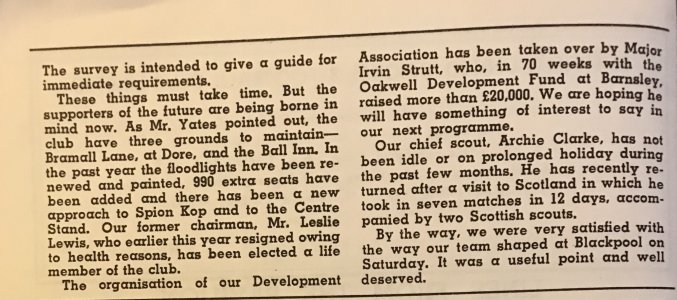 The survey is intended to give a guide for
immediate requirements.
These things must take time. But the
supporters of the future are being borne in
mind now. As Mr. Yates pointed out, the
club have three grounds to maintain—
Bramall Lane, at Dore, and the Ball Inn. In
the past year the floodlights have been re-
newed and painted, 990 extra seats have
been added and there has been a new
approach to Spion Kop and to the Centre
Stand. Our former chairman, Mr. Leslie
Lewis, who earlier this year resigned owing
to health reasons, has been elected a life
member of the club.
The organisation of our Development
Association has been taken over by Major
Irvin Strutt, who, in 70 weeks with the
Oakwell Development Fund at Barnsley,
raised more than £20,000. We are hoping he
will have something of interest to say in
our next programme.
Our chief scout, Archie Clarke, has not
been idle or on prolonged holiday during
the past few months. He has recently re-
turned after a visit to Scotland in which he
took in seven matches in 12 days, accom-
panied by two Scottish scouts.
By the way, we were very satisfied with
the way our team shaped at Blackpool on
Saturday. It was a useful point and well
deserved.